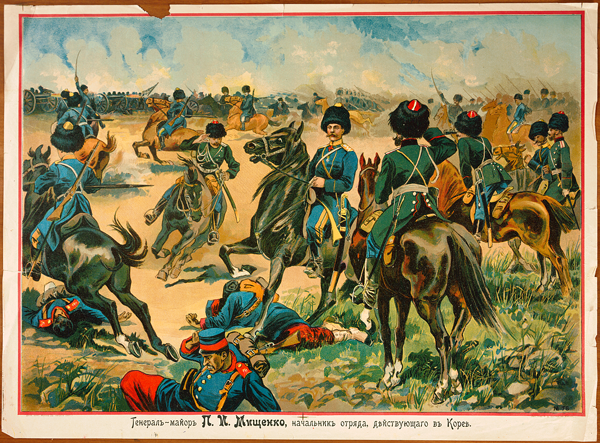 Генералъ-майоръ П. И. Мищенко, начальникъ отряда, дѣйствующаго въ Кореѣ.